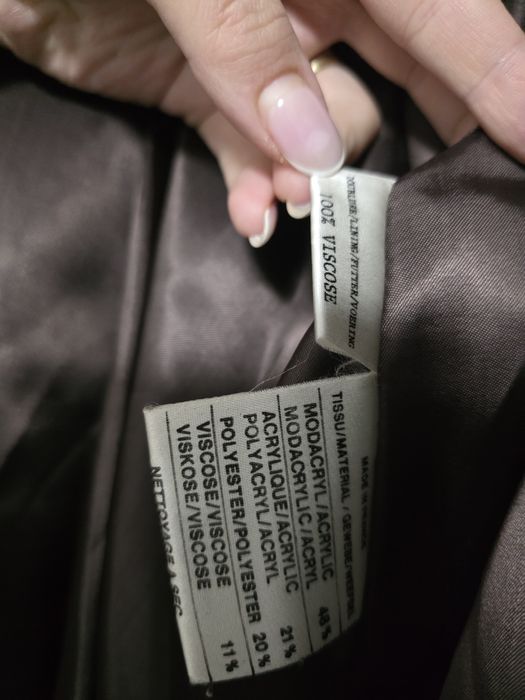 DOUBLURE/LINING/FUTTER/VOERING
100% VISCOSE
MADE IN FRANCE
TISSU/MATERIAL / GEWEBE/WEEFSEL
MODACRYL/ACRYLIC 48%
MODACRYLIC/ACRYL
ACRYLIQUE/ACRYLIC 21%
POLYACRYL/ACRYL
POLYESTER/POLYESTER 20%
VISCOSE/VISCOSE 11%
VISKOSE/VISCOSE
NETTOYAGE A SEC